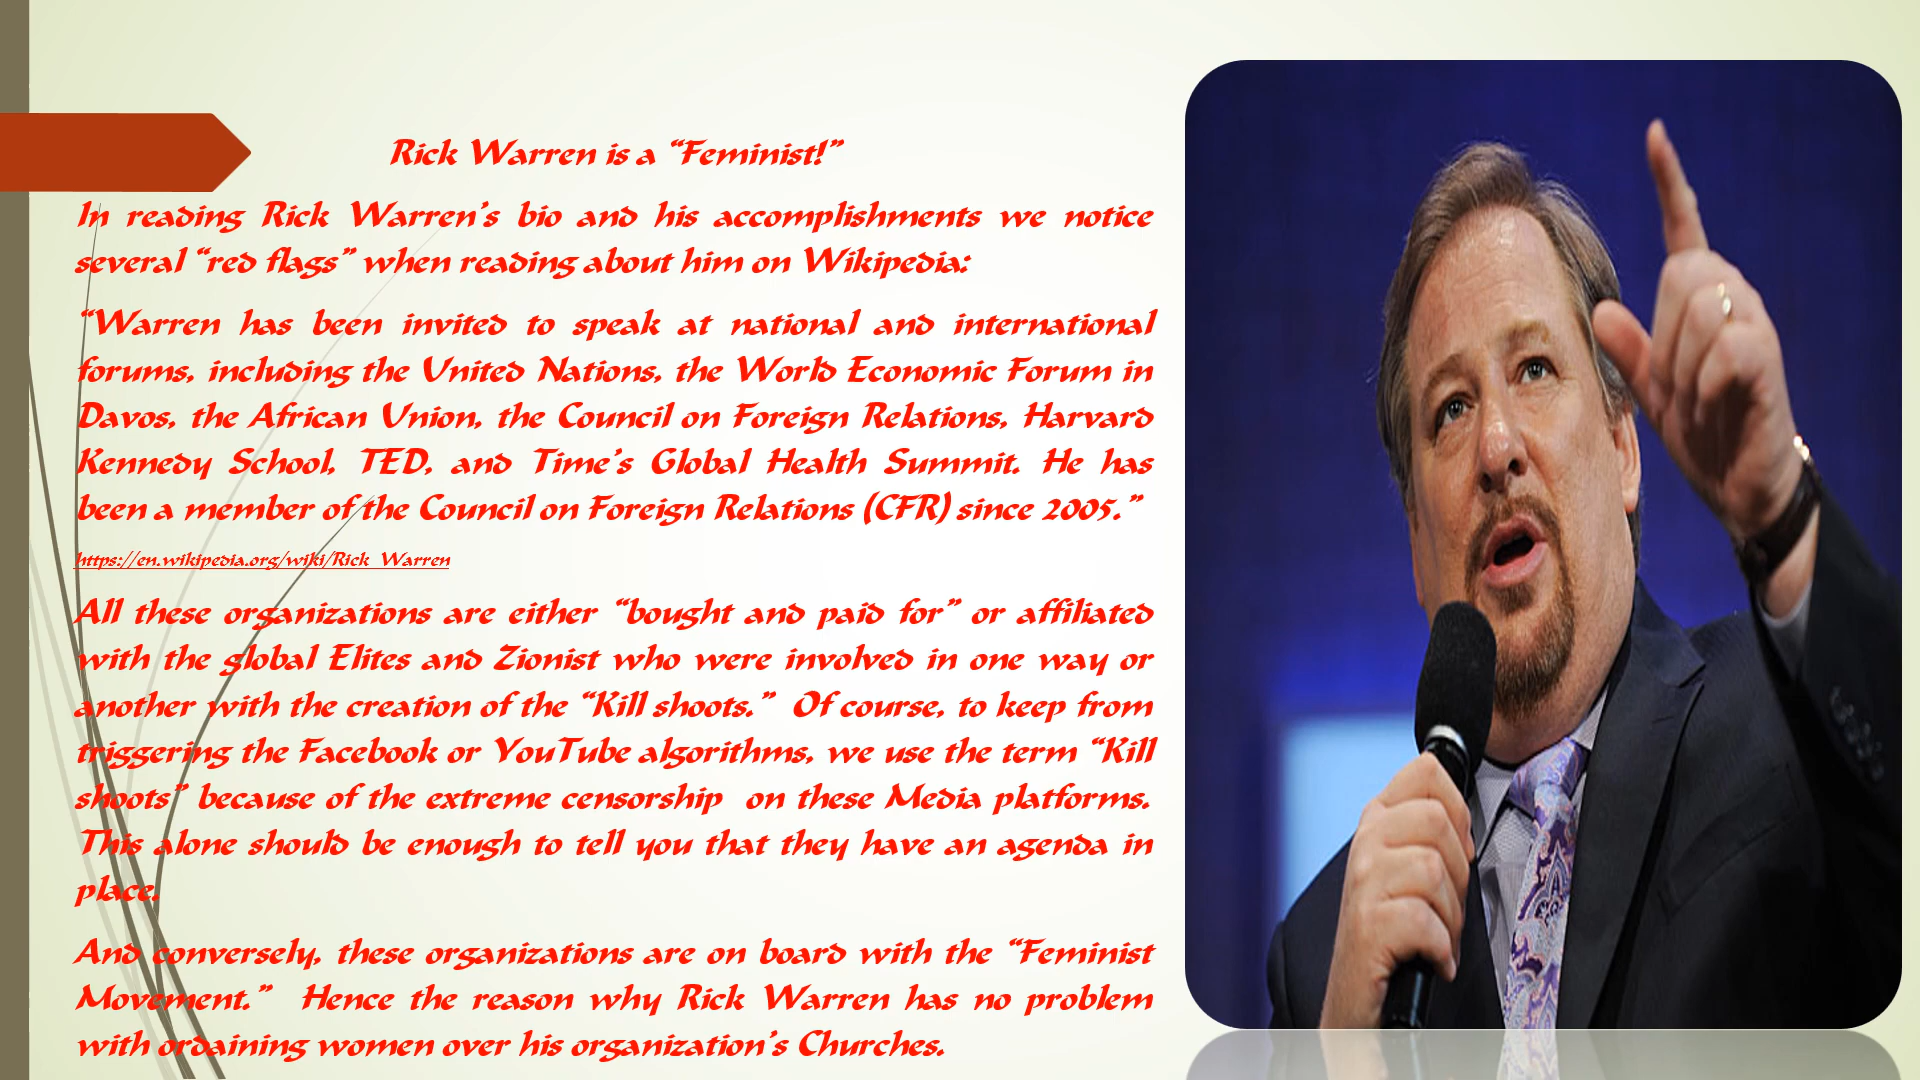 Rick Warren is a “Feminist!”
In reading Rick Warren’s bio and his accomplishments we notice
several “red flags” when reading about him on Wikipedia:
“Warren has been invited to speak at national and international
forums, including the United Nations, the World Economic Forum in
Davos, the African Union, the Council on Foreign Relations, Harvard
Kennedy School, TED, and Time’s Global Health Summit. He has
been a member of the Council on Foreign Relations (CFR) since 2005.”
https://en.wikipedia.org/wiki/Rick_Warren
All these organizations are either “bought and paid for” or affiliated
with the global Elites and Zionist who were involved in one way or
another with the creation of the “Kill shoots.” Of course, to keep from
triggering the Facebook or YouTube algorithms, we use the term “Kill
shoots” because of the extreme censorship on these Media platforms.
This alone should be enough to tell you that they have an agenda in
place.
And conversely, these organizations are on board with the “Feminist
Movement.” Hence the reason why Rick Warren has no problem
with ordaining women over his organization’s Churches.